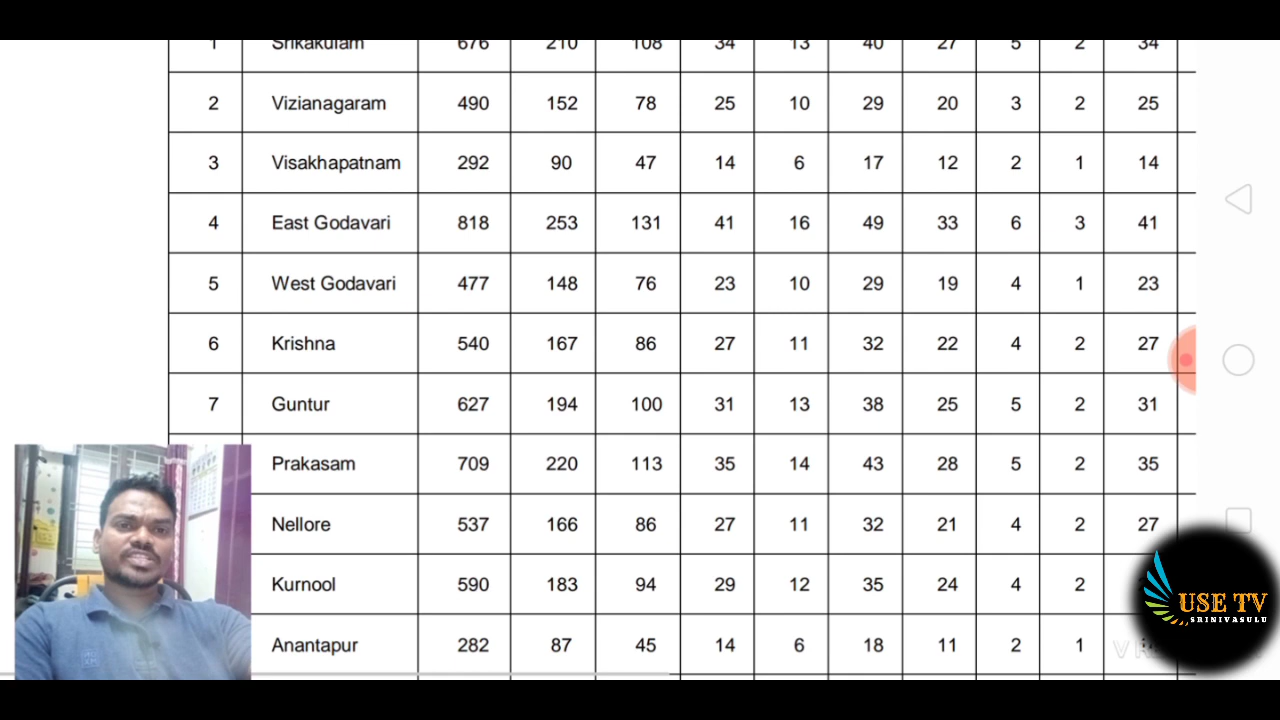 1 Srikakulam 676 210 108 34 13 40 27 5 2 34
2 Vizianagaram 490 152 78 25 10 29 20 3 2 25
3 Visakhapatnam 292 90 47 14 6 17 12 2 1 14
4 East Godavari 818 253 131 41 16 49 33 6 3 41
5 West Godavari 477 148 76 23 10 29 19 4 1 23
6 Krishna 540 167 86 27 11 32 22 4 2 27
7 Guntur 627 194 100 31 13 38 25 5 2 31
Prakasam 709 220 113 35 14 43 28 5 2 35
Nellore 537 166 86 27 11 32 21 4 2 27
Kurnool 590 183 94 29 12 35 24 4 2
Anantapur 282 87 45 14 6 18 11 2 1
USE TV
SRINIVASULU